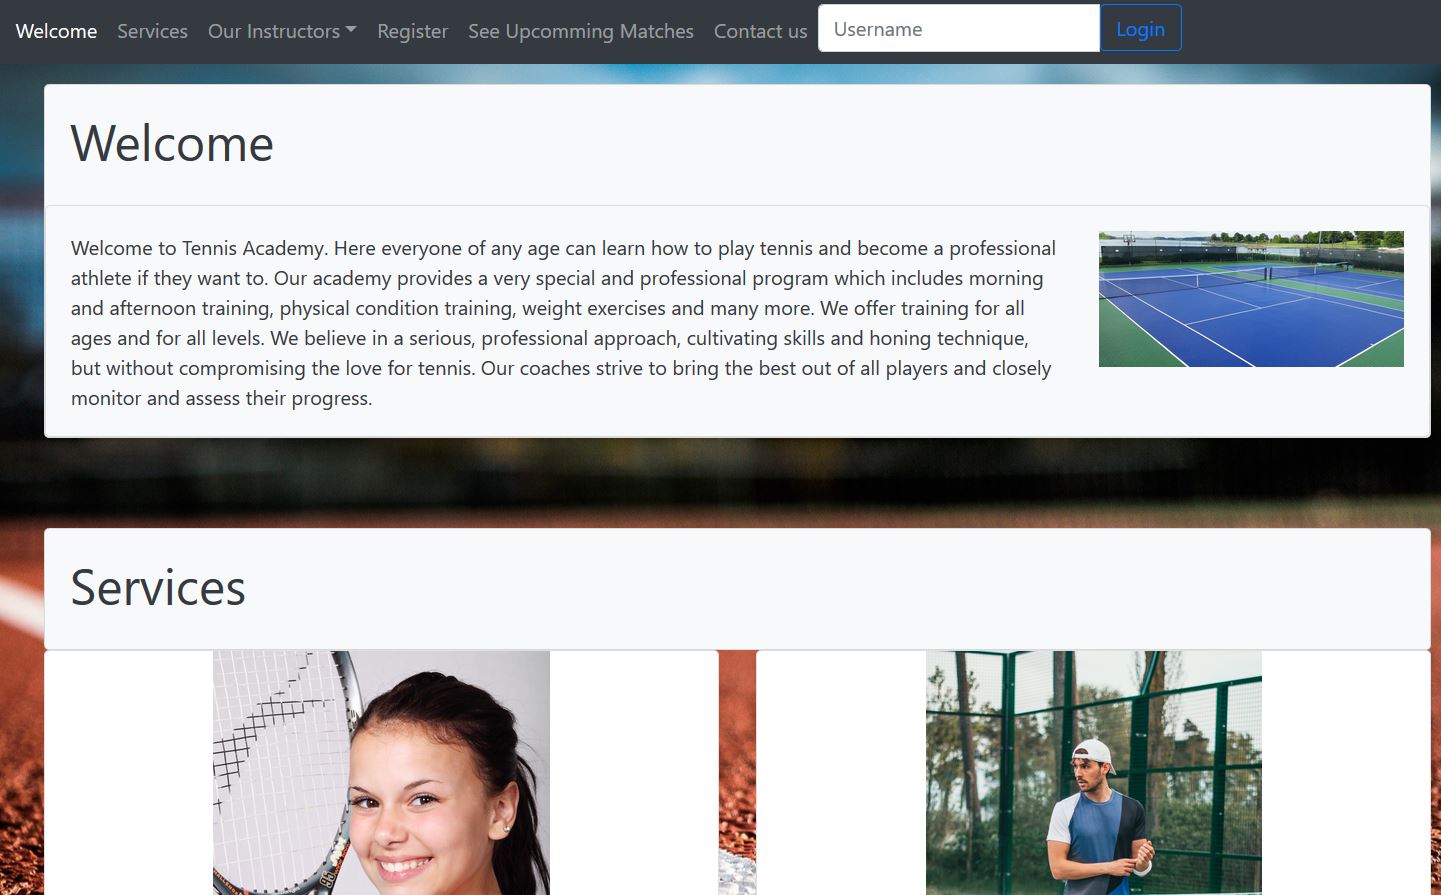 Welcome Services Our Instructors Register See Upcomming Matches Contact us Username Login
Welcome
Welcome to Tennis Academy. Here everyone of any age can learn how to play tennis and become a professional
athlete if they want to. Our academy provides a very special and professional program which includes morning
and afternoon training, physical condition training, weight exercises and many more. We offer training for all
ages and for all levels. We believe in a serious, professional approach, cultivating skills and honing technique,
but without compromising the love for tennis. Our coaches strive to bring the best out of all players and closely
monitor and assess their progress.
Services
95